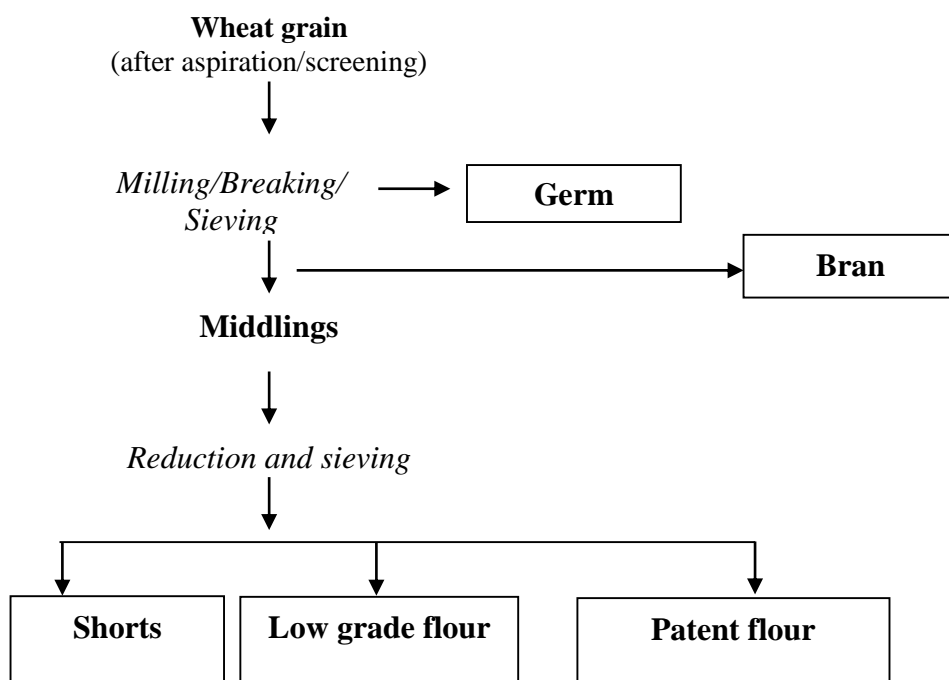 Wheat grain
(after aspiration/screening)
Milling/Breaking/
Sieving
Germ
Bran
Middlings
Reduction and sieving
Shorts
Low grade flour
Patent flour